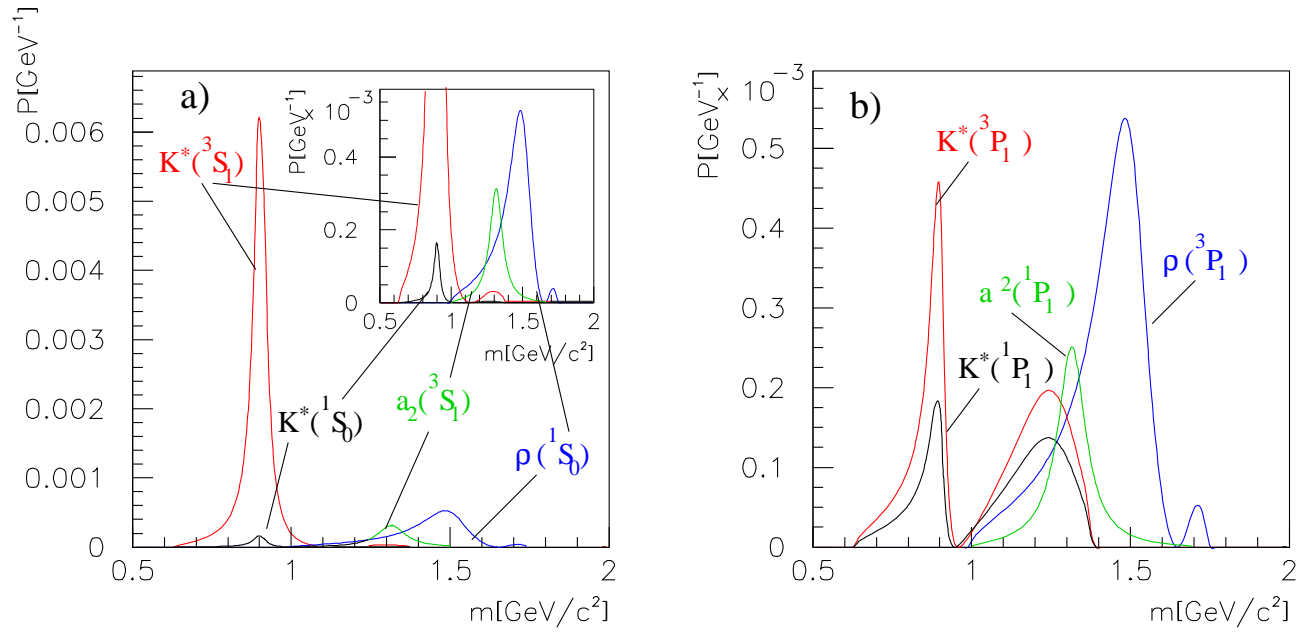 a)
P[GeV⁻¹]
0.006
0.005
0.004
0.003
0.002
0.001
0
0.5
1
1.5
2
m[GeV/c²]
K*(³S₁)
K*(¹S₀)
a₂(³S₁)
ρ(¹S₀)
P[GeV⁻¹]
x 10⁻³
0.4
0.2
0
0.5
1
1.5
2
m[GeV/c²]
b)
P[GeV⁻¹]
x 10⁻³
0.5
0.4
0.3
0.2
0.1
0
0.5
1
1.5
2
m[GeV/c²]
K*(³P₁)
ρ(³P₁)
a²(¹P₁)
K*(¹P₁)